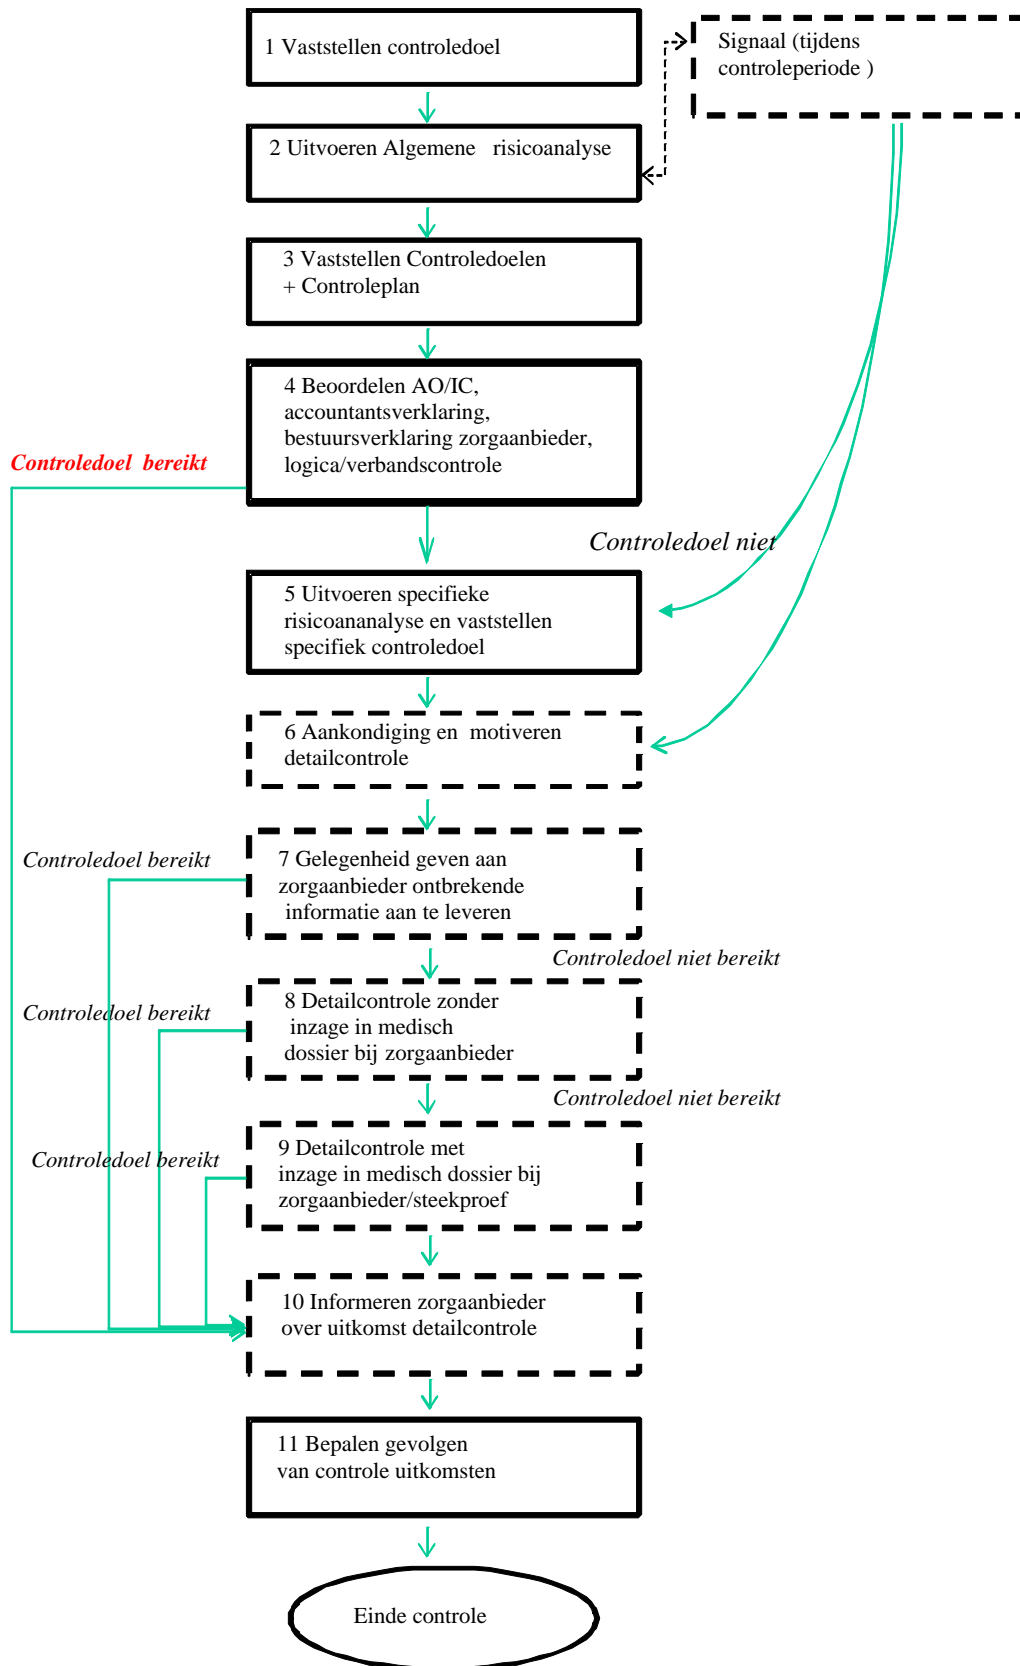 1 Vaststellen controledoel
Signaal (tijdens
controleperiode )
2 Uitvoeren Algemene risicoanalyse
3 Vaststellen Controledoelen
+ Controleplan
4 Beoordelen AO/IC,
accountantsverklaring,
bestuursverklaring zorgaanbieder,
logica/verbandscontrole
Controledoel bereikt
Controledoel niet
5 Uitvoeren specifieke
risicoananalyse en vaststellen
specifiek controledoel
6 Aankondiging en motiveren
detailcontrole
Controledoel bereikt
7 Gelegenheid geven aan
zorgaanbieder ontbrekende
informatie aan te leveren
Controledoel niet bereikt
Controledoel bereikt
8 Detailcontrole zonder
inzage in medisch
dossier bij zorgaanbieder
Controledoel niet bereikt
Controledoel bereikt
9 Detailcontrole met
inzage in medisch dossier bij
zorgaanbieder/steekproef
10 Informeren zorgaanbieder
over uitkomst detailcontrole
11 Bepalen gevolgen
van controle uitkomsten
Einde controle